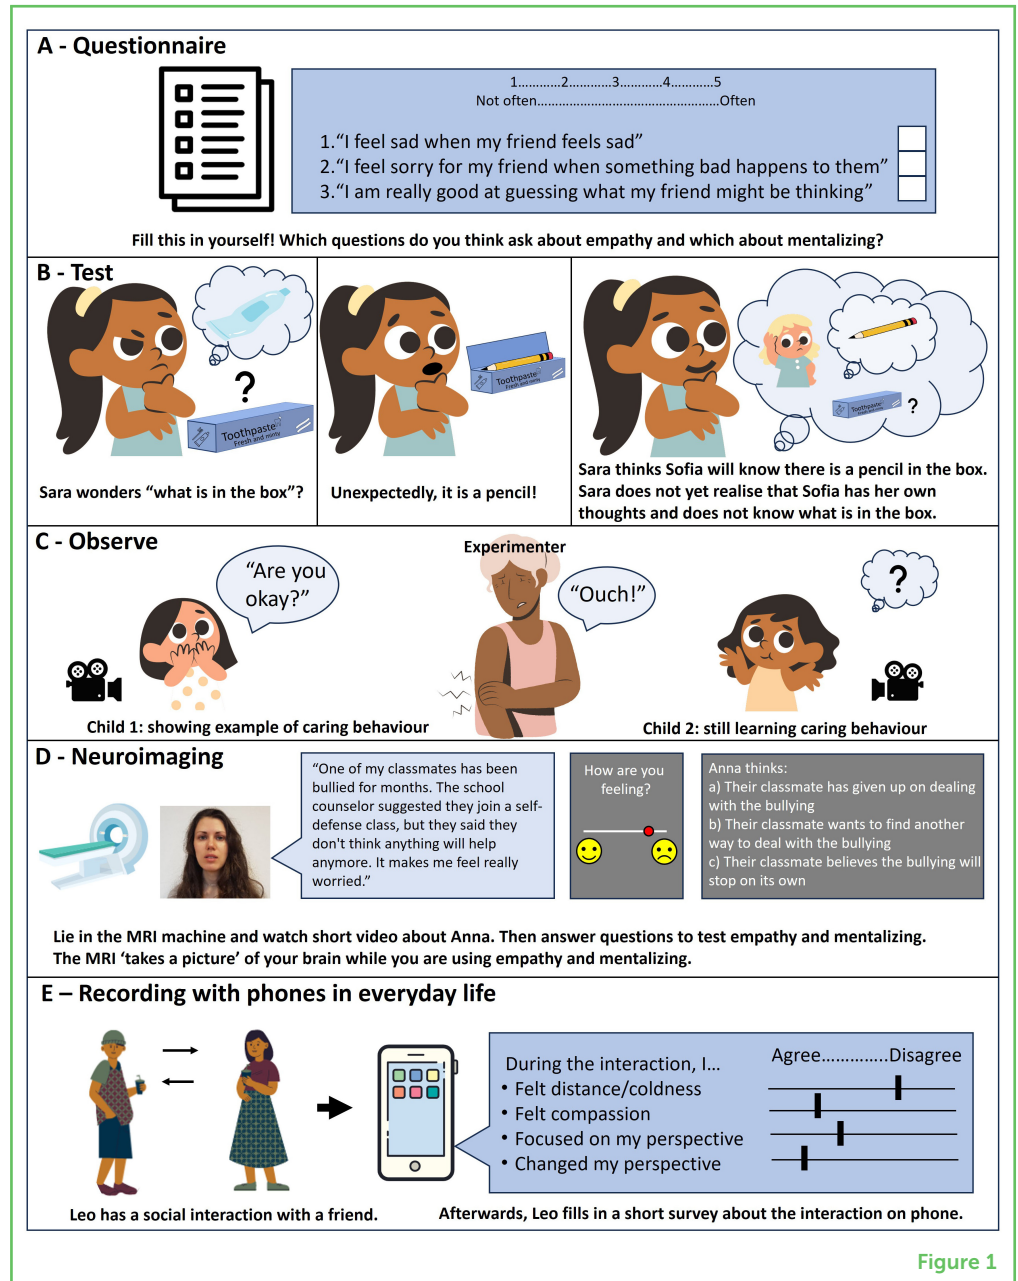 A - Questionnaire
1............2............3............4............5
Not often......................................................Often
1.“I feel sad when my friend feels sad”
2.“I feel sorry for my friend when something bad happens to them”
3.“I am really good at guessing what my friend might be thinking”
Fill this in yourself! Which questions do you think ask about empathy and which about mentalizing?
B - Test
?
Toothpaste
Fresh and minty
Sara wonders “what is in the box”?
Toothpaste
Fresh and minty
Unexpectedly, it is a pencil!
Toothpaste
Fresh and minty
?
Sara thinks Sofia will know there is a pencil in the box.
Sara does not yet realise that Sofia has her own
thoughts and does not know what is in the box.
C - Observe
“Are you
okay?”
Experimenter
“Ouch!”
?
Child 1: showing example of caring behaviour
Child 2: still learning caring behaviour
D - Neuroimaging
“One of my classmates has been
bullied for months. The school
counselor suggested they join a self-
defense class, but they said they
don't think anything will help
anymore. It makes me feel really
worried.”
How are you
feeling?
Anna thinks:
a) Their classmate has given up on dealing
with the bullying
b) Their classmate wants to find another
way to deal with the bullying
c) Their classmate believes the bullying will
stop on its own
Lie in the MRI machine and watch short video about Anna. Then answer questions to test empathy and mentalizing.
The MRI ‘takes a picture’ of your brain while you are using empathy and mentalizing.
E – Recording with phones in everyday life
During the interaction, I...
Agree.............Disagree
• Felt distance/coldness
• Felt compassion
• Focused on my perspective
• Changed my perspective
Leo has a social interaction with a friend.
Afterwards, Leo fills in a short survey about the interaction on phone.
Figure 1